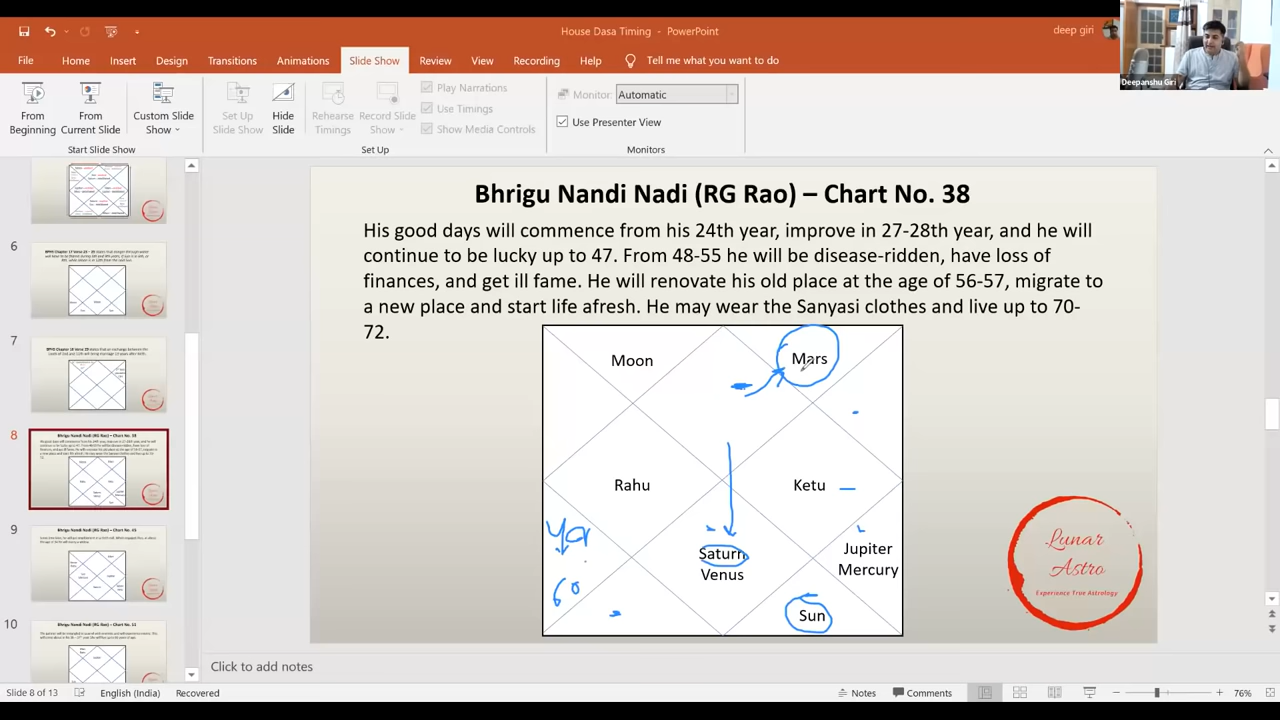 House Dasa Timing - PowerPoint
deep giri
File Home Insert Design Transitions Animations Slide Show Review View Recording Help Tell me what you want to do
Deepanshu Giri
From Beginning
From Current Slide
Custom Slide Show
Set Up Slide Show
Hide Slide
Rehearse Timings
Record Slide Show
Play Narrations
Use Timings
Show Media Controls
Monitor: Automatic
Use Presenter View
Start Slide Show
Set Up
Monitors
6
7
8
9
10
Bhrigu Nandi Nadi (RG Rao) – Chart No. 38
His good days will commence from his 24th year, improve in 27-28th year, and he will
continue to be lucky up to 47. From 48-55 he will be disease-ridden, have loss of
finances, and get ill fame. He will renovate his old place at the age of 56-57, migrate to
a new place and start life afresh. He may wear the Sanyasi clothes and live up to 70-
72.
Moon
Mars
Rahu
Ketu
Saturn
Venus
Jupiter
Mercury
Sun
60
Lunar
Astro
Experience True Astrology
Click to add notes
Slide 8 of 13 English (India) Recovered Notes Comments 76%